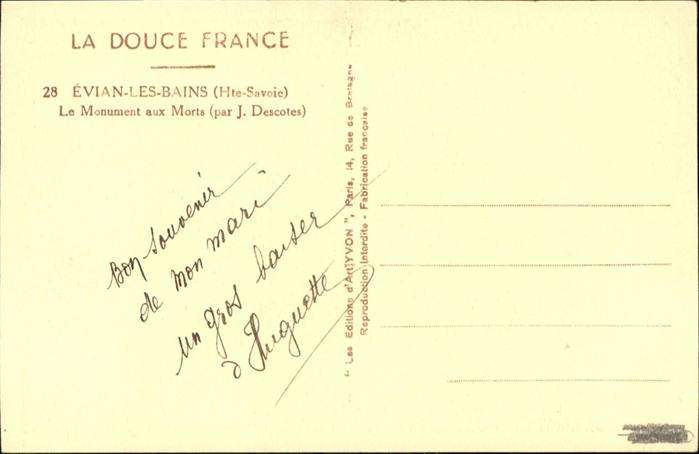 LA DOUCE FRANCE
28 ÉVIAN-LES-BAINS (Hte-Savoie)
Le Monument aux Morts (par J. Descotes)
Bon souvenir
de mon mari
un gros baiser
d Huguette
" Les Éditions d'Art YVON ", Paris, 14, Rue de Bretagne
Reproduction Interdite - Fabrication française